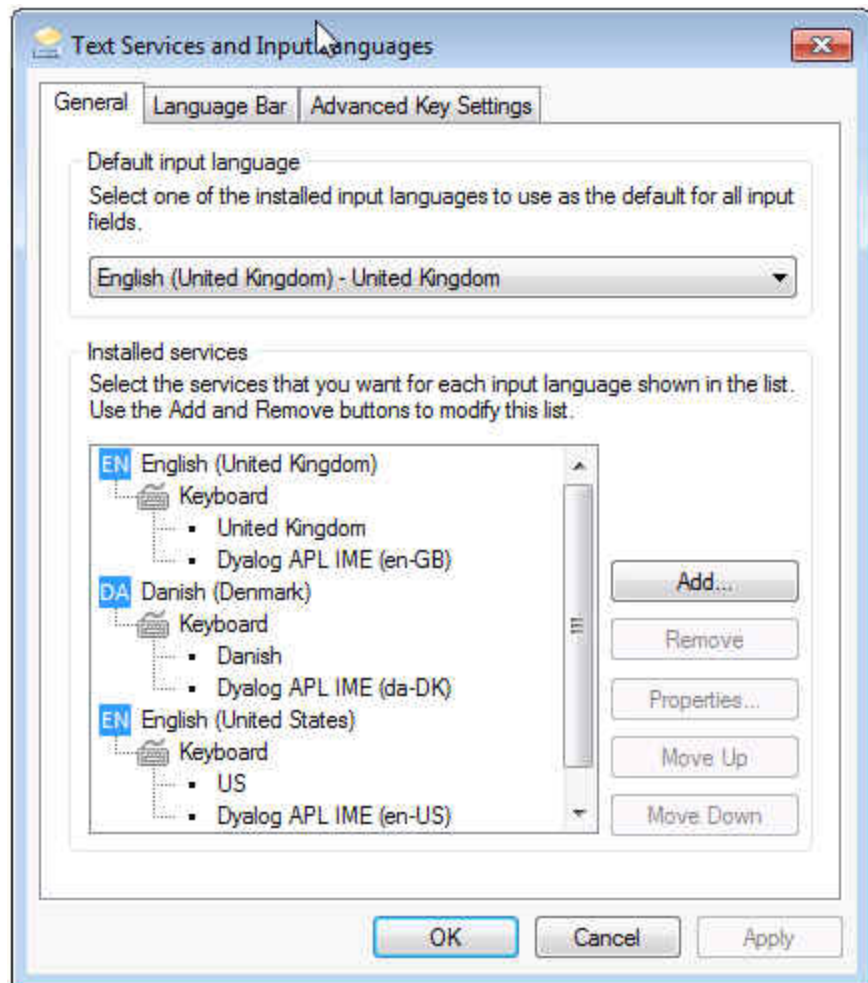 Text Services and Input Languages
General
Language Bar
Advanced Key Settings
Default input language
Select one of the installed input languages to use as the default for all input
fields.
English (United Kingdom) - United Kingdom
Installed services
Select the services that you want for each input language shown in the list.
Use the Add and Remove buttons to modify this list.
EN English (United Kingdom)
Keyboard
United Kingdom
Dyalog APL IME (en-GB)
DA Danish (Denmark)
Keyboard
Danish
Dyalog APL IME (da-DK)
EN English (United States)
Keyboard
US
Dyalog APL IME (en-US)
Add...
Remove
Properties...
Move Up
Move Down
OK
Cancel
Apply